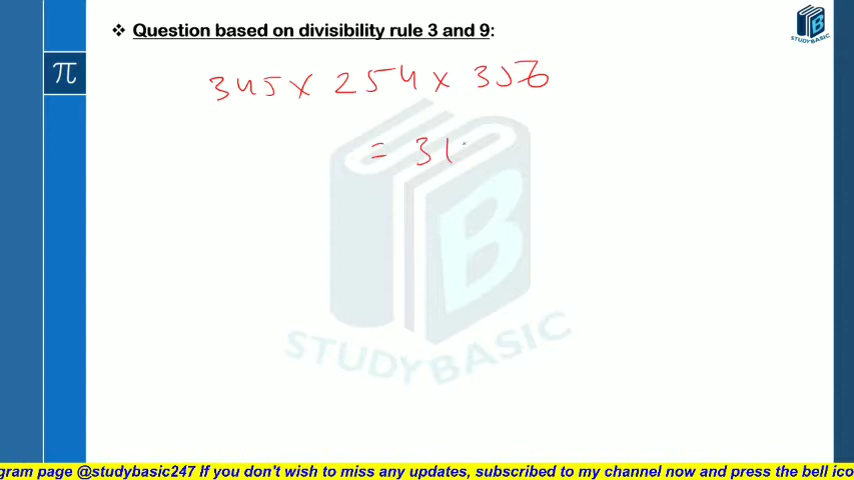 ❖ Question based on divisibility rule 3 and 9:
STUDYBASIC
π
345 × 254 × 356
= 31
B
STUDYBASIC
gram page @studybasic247 If you don't wish to miss any updates, subscribed to my channel now and press the bell ico